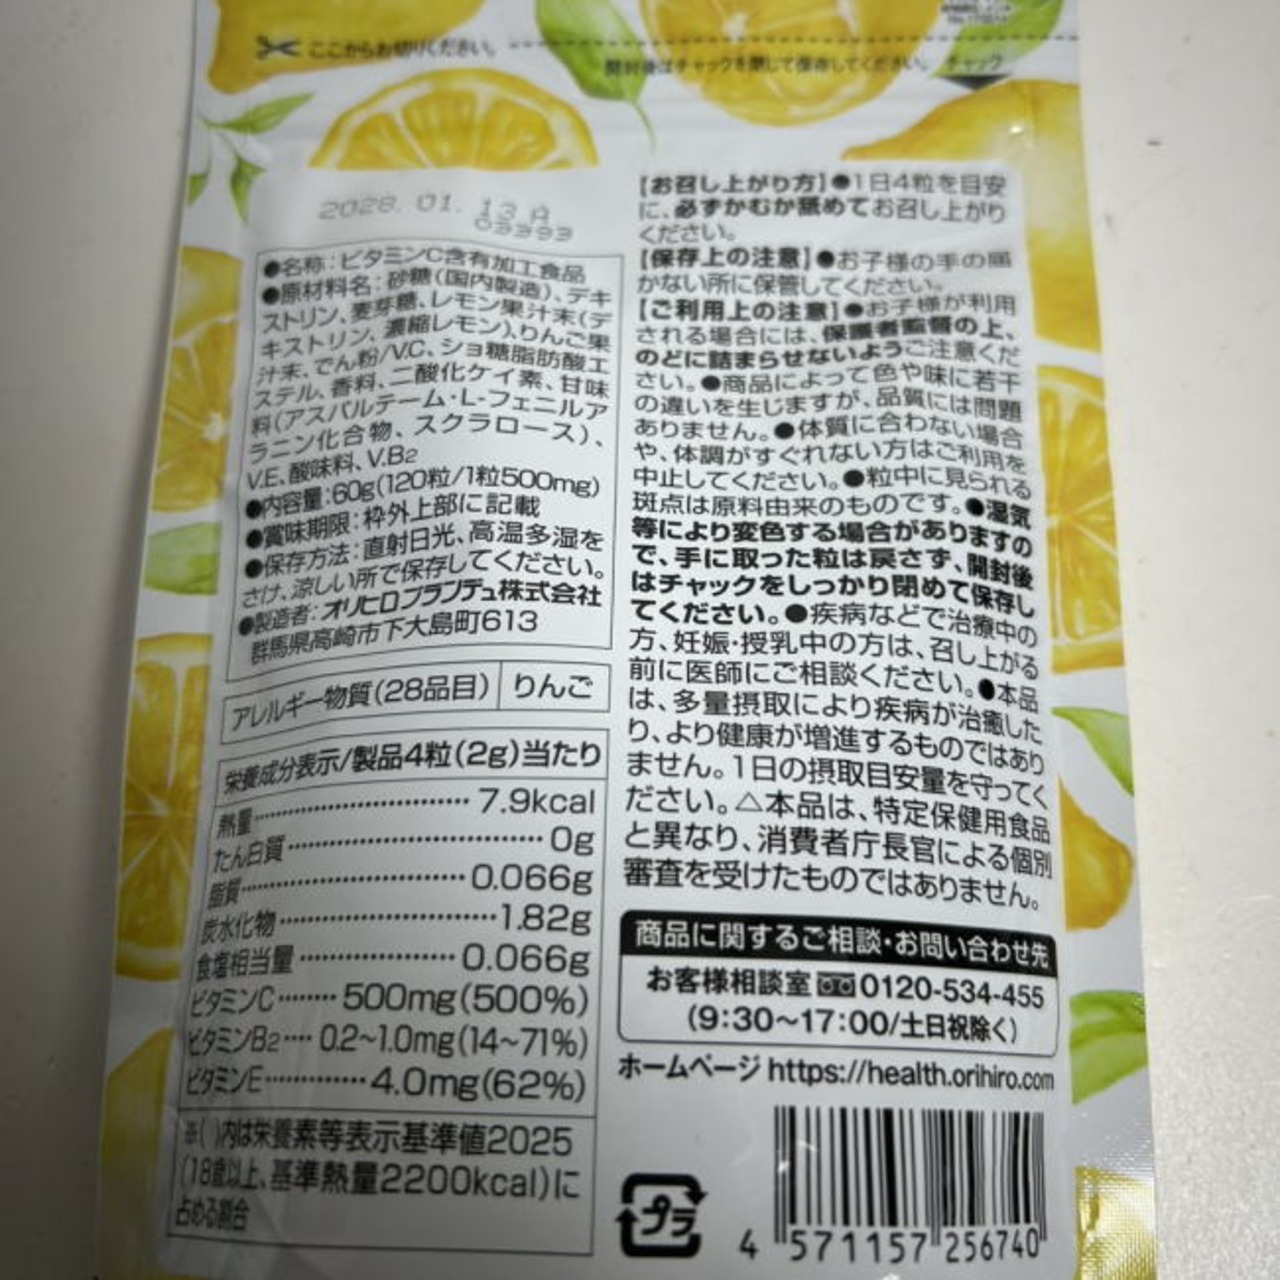 ここからお切りください。
開封後はチャックを閉じて保存してください。 チャック
2028. 01. 13 A
03393
●名称:ビタミンC含有加工食品
●原材料名:砂糖(国内製造)、デキ
ストリン、麦芽糖、レモン果汁末(デ
キストリン、濃縮レモン)、りんご果
汁末、でん粉/V.C、ショ糖脂肪酸エ
ステル、香料、二酸化ケイ素、甘味
料(アスパルテーム・L-フェニルア
ラニン化合物、スクラロース)、
V.E、酸味料、V.B2
●内容量:60g(120粒/1粒500mg)
●賞味期限:枠外上部に記載
●保存方法:直射日光、高温多湿を
さけ、涼しい所で保存してください。
●製造者:オリヒロプランデュ株式会社
群馬県高崎市下大島町613
アレルギー物質(28品目) りんご
栄養成分表示/製品4粒(2g)当たり
熱量 7.9kcal
たん白質 0g
脂質 0.066g
炭水化物 1.82g
食塩相当量 0.066g
ビタミンC 500mg(500%)
ビタミンB2 0.2~1.0mg(14~71%)
ビタミンE 4.0mg(62%)
※( )内は栄養素等表示基準値2025
(18歳以上、基準熱量2200kcal)に
占める割合
【お召し上がり方】●1日4粒を目安
に、必ずかむか舐めてお召し上がり
ください。
【保存上の注意】●お子様の手の届
かない所に保管してください。
【ご利用上の注意】●お子様が利用
される場合には、保護者監督の上、
のどに詰まらせないようご注意くだ
さい。●商品によって色や味に若干
の違いを生じますが、品質には問題
ありません。●体質に合わない場合
や、体調がすぐれない方はご利用を
中止してください。●粒中に見られる
斑点は原料由来のものです。●湿気
等により変色する場合がありますの
で、手に取った粒は戻さず、開封後
はチャックをしっかり閉めて保存し
てください。●疾病などで治療中の
方、妊娠・授乳中の方は、召し上がる
前に医師にご相談ください。●本品
は、多量摂取により疾病が治癒した
り、より健康が増進するものではあり
ません。1日の摂取目安量を守ってく
ださい。△本品は、特定保健用食品
と異なり、消費者庁長官による個別
審査を受けたものではありません。
商品に関するご相談・お問い合わせ先
お客様相談室 0120-534-455
(9:30~17:00/土日祝除く)
ホームページ https://health.orihiro.com
プラ
4 571157 256740